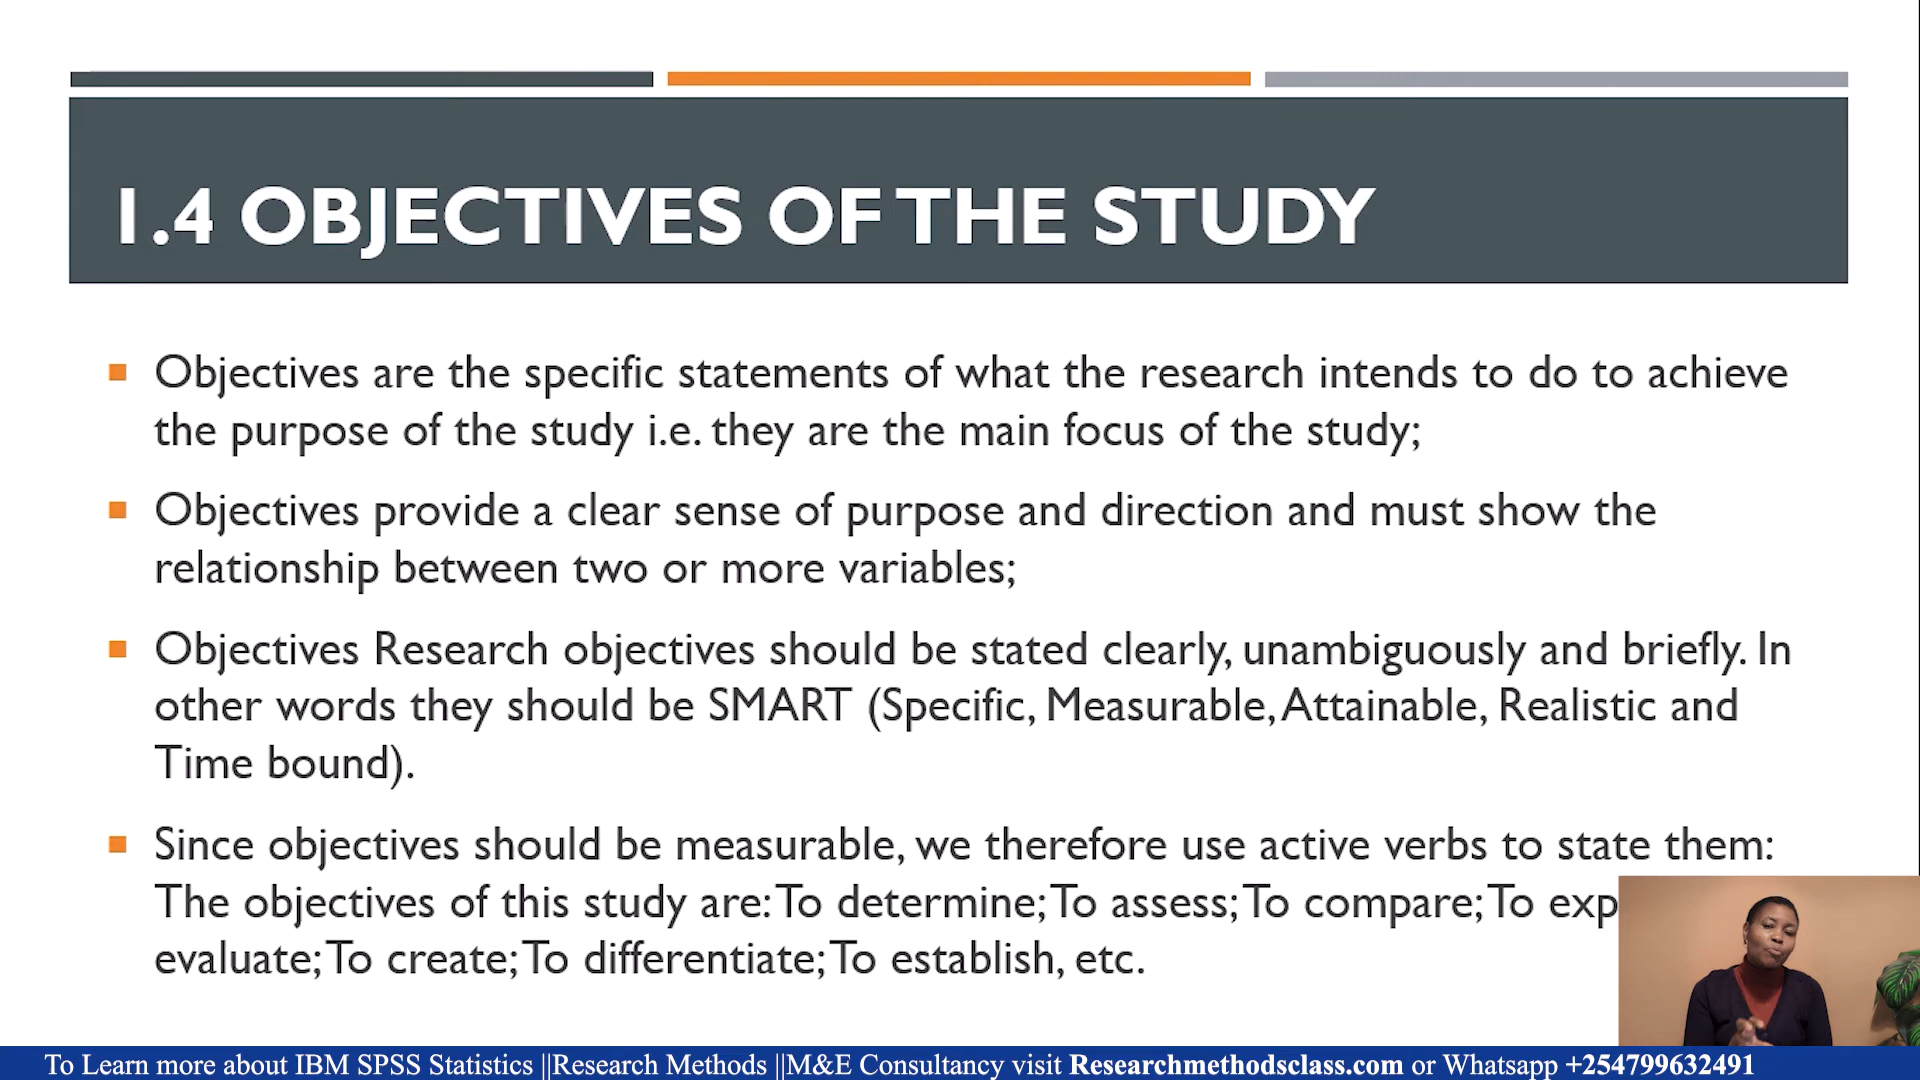 1.4 OBJECTIVES OF THE STUDY
Objectives are the specific statements of what the research intends to do to achieve
the purpose of the study i.e. they are the main focus of the study;
Objectives provide a clear sense of purpose and direction and must show the
relationship between two or more variables;
Objectives Research objectives should be stated clearly, unambiguously and briefly. In
other words they should be SMART (Specific, Measurable, Attainable, Realistic and
Time bound).
Since objectives should be measurable, we therefore use active verbs to state them:
The objectives of this study are: To determine; To assess; To compare; To
evaluate; To create; To differentiate; To establish, etc.
To Learn more about IBM SPSS Statistics ||Research Methods ||M&E Consultancy visit Researchmethodsclass.com or Whatsapp +254799632491